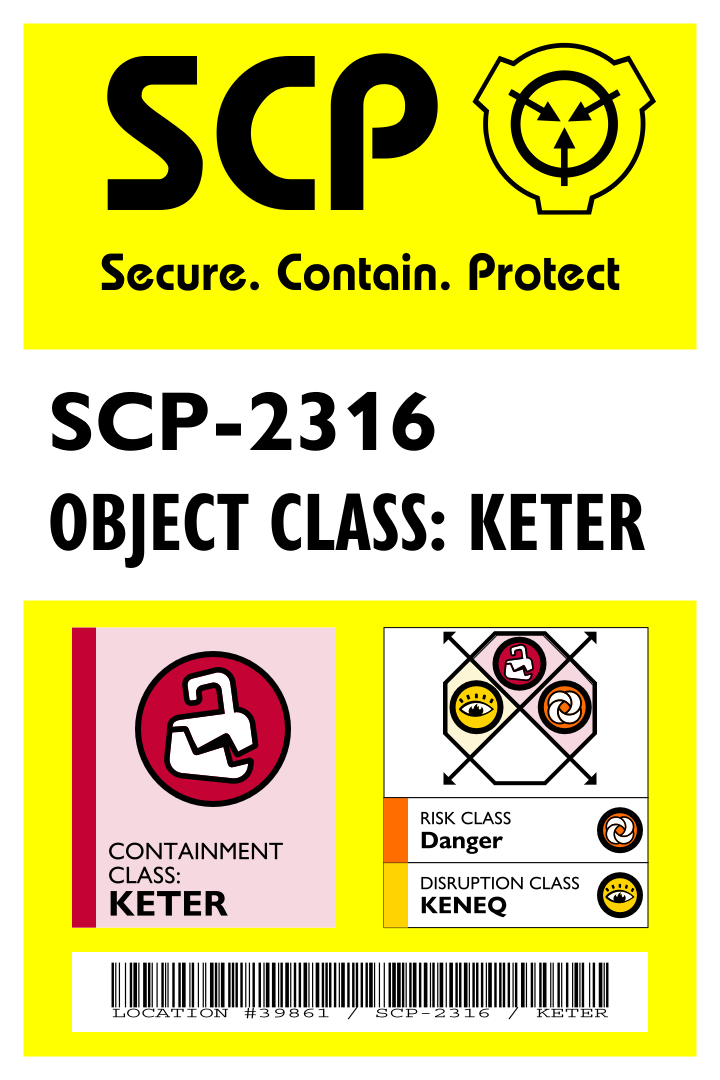 SCP
Secure. Contain. Protect
SCP-2316
OBJECT CLASS: KETER
CONTAINMENT
CLASS:
KETER
RISK CLASS
Danger
DISRUPTION CLASS
KENEQ
LOCATION #39861 / SCP-2316 / KETER